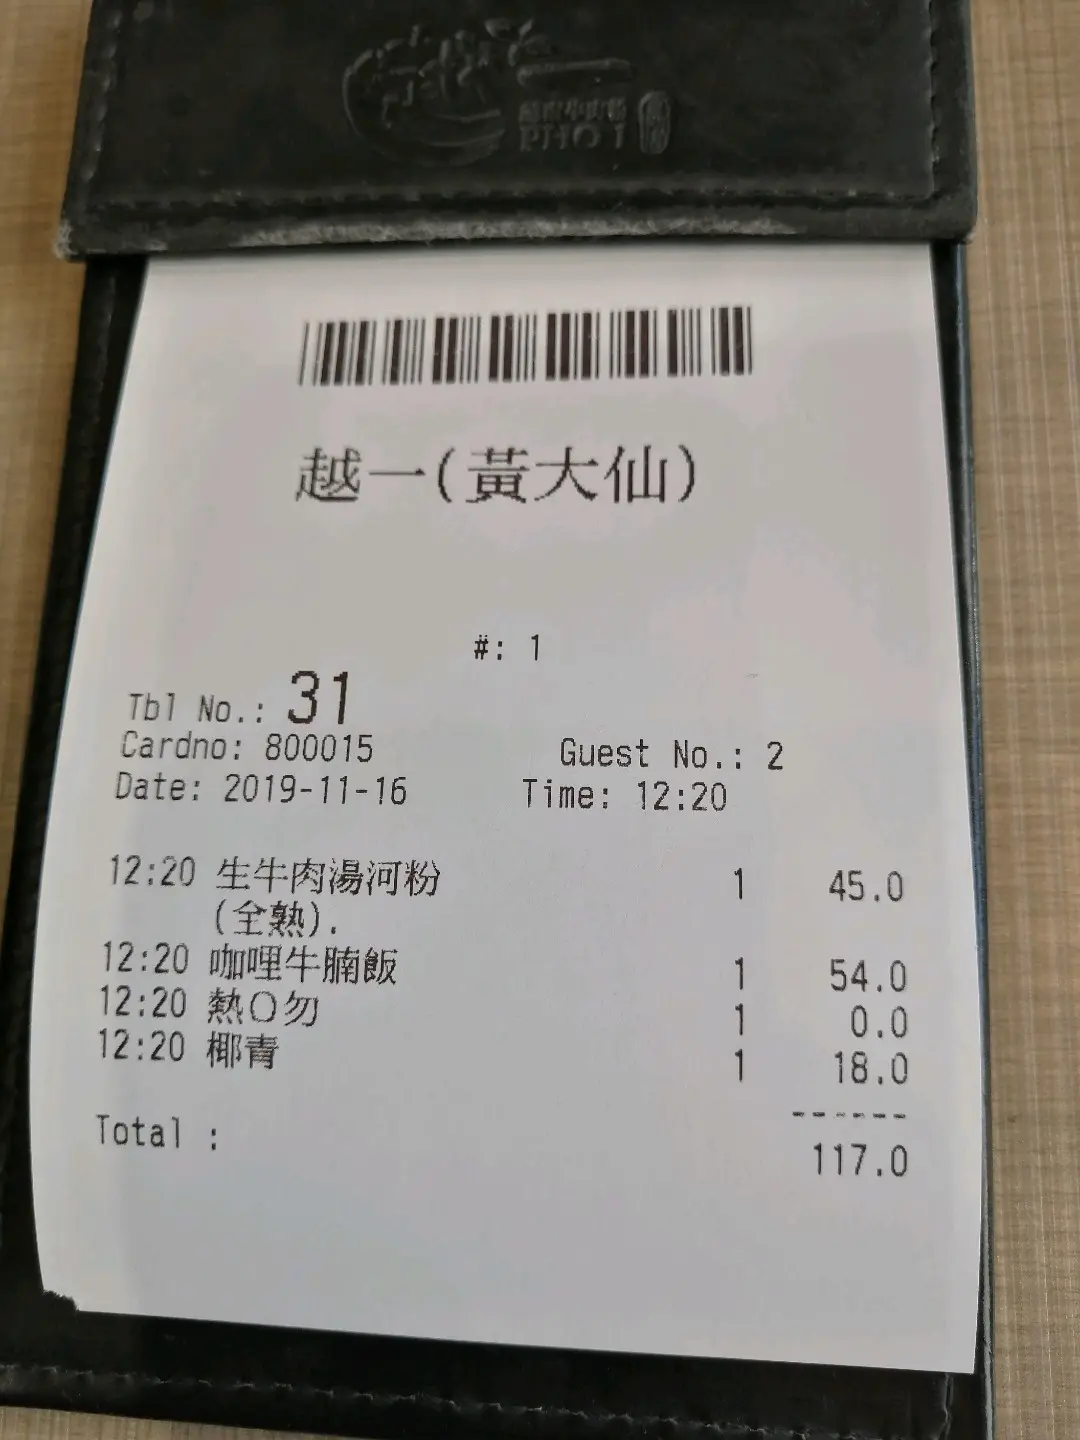 PHO 1
越一(黃大仙)
#: 1
Tbl No.: 31
Cardno: 800015 Guest No.: 2
Date: 2019-11-16 Time: 12:20
12:20 生牛肉湯河粉 1 45.0
(全熟).
12:20 咖哩牛腩飯 1 54.0
12:20 熱○勿 1 0.0
12:20 椰青 1 18.0
------
Total : 117.0